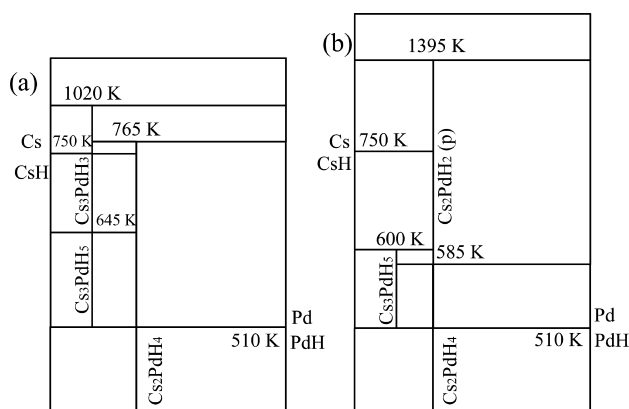 (a)
1020 K
765 K
Cs
750 K
CsH
Cs3PdH3
645 K
Cs3PdH5
Pd
510 K
PdH
Cs2PdH4
(b)
1395 K
Cs
750 K
CsH
Cs2PdH2 (p)
600 K
585 K
Cs3PdH5
Pd
510 K
PdH
Cs2PdH4